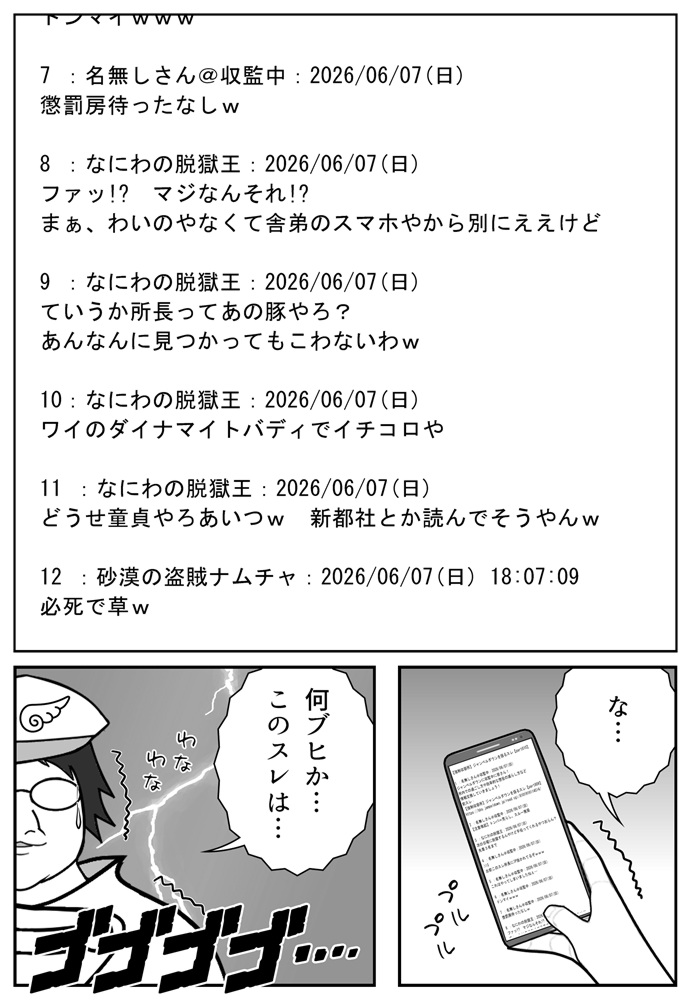 ドンマイｗｗｗ
7 ：名無しさん＠収監中：2026/06/07(日)
懲罰房待ったなしｗ
8 ：なにわの脱獄王：2026/06/07(日)
ファッ!?　マジなんそれ!?
まぁ、わいのやなくて舎弟のスマホやから別にええけど
9 ：なにわの脱獄王：2026/06/07(日)
ていうか所長ってあの豚やろ？
あんなんに見つかってもこわないわｗ
10：なにわの脱獄王：2026/06/07(日)
ワイのダイナマイトバディでイチコロや
11 ：なにわの脱獄王：2026/06/07(日)
どうせ童貞やろあいつｗ　新都社とか読んでそうやんｗ
12 ：砂漠の盗賊ナムチャ：2026/06/07(日) 18:07:09
必死で草ｗ
な…
プル
プル
何ブヒか…
このスレは…
わな
わな
ゴゴゴゴ‥‥